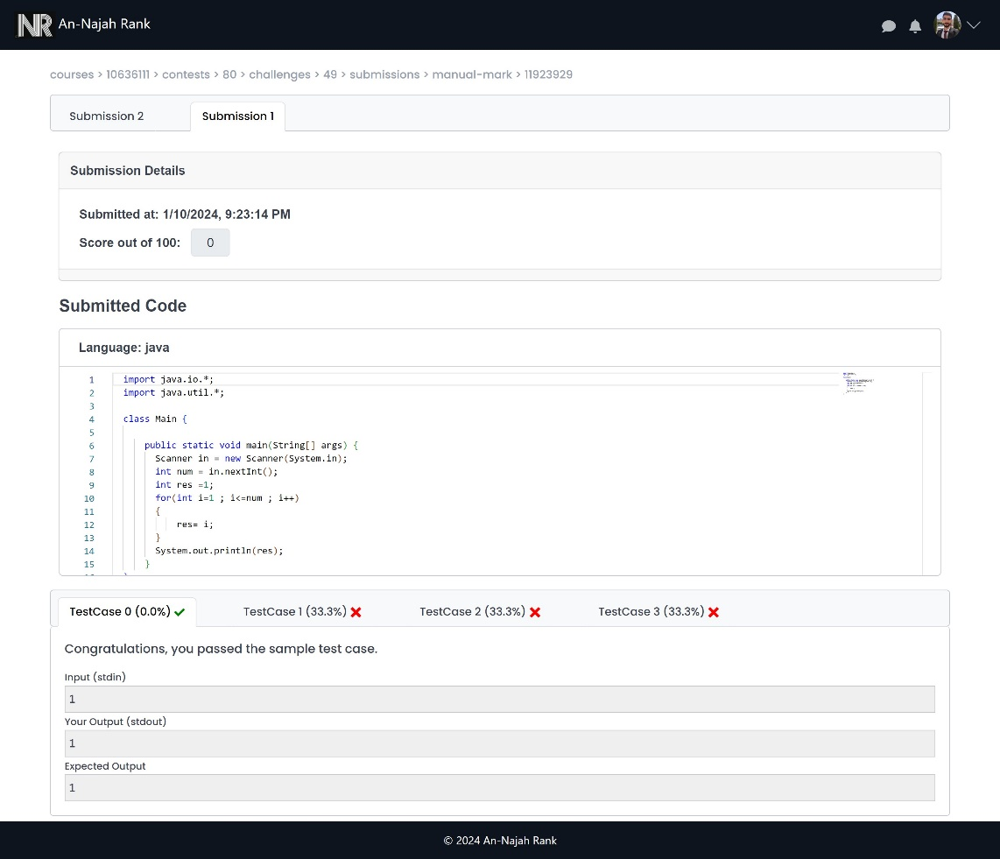 NR An-Najah Rank
courses > 10636111 > contests > 80 > challenges > 49 > submissions > manual-mark > 11923929
Submission 2 Submission 1
Submission Details
Submitted at: 1/10/2024, 9:23:14 PM
Score out of 100: 0
Submitted Code
Language: java
1 import java.io.*;
2 import java.util.*;
3
4 class Main {
5
6 public static void main(String[] args) {
7 Scanner in = new Scanner(System.in);
8 int num = in.nextInt();
9 int res =1;
10 for(int i=1 ; i<=num ; i++)
11 {
12 res= i;
13 }
14 System.out.println(res);
15 }
TestCase 0 (0.0%) TestCase 1 (33.3%) TestCase 2 (33.3%) TestCase 3 (33.3%)
Congratulations, you passed the sample test case.
Input (stdin)
1
Your Output (stdout)
1
Expected Output
1
© 2024 An-Najah Rank